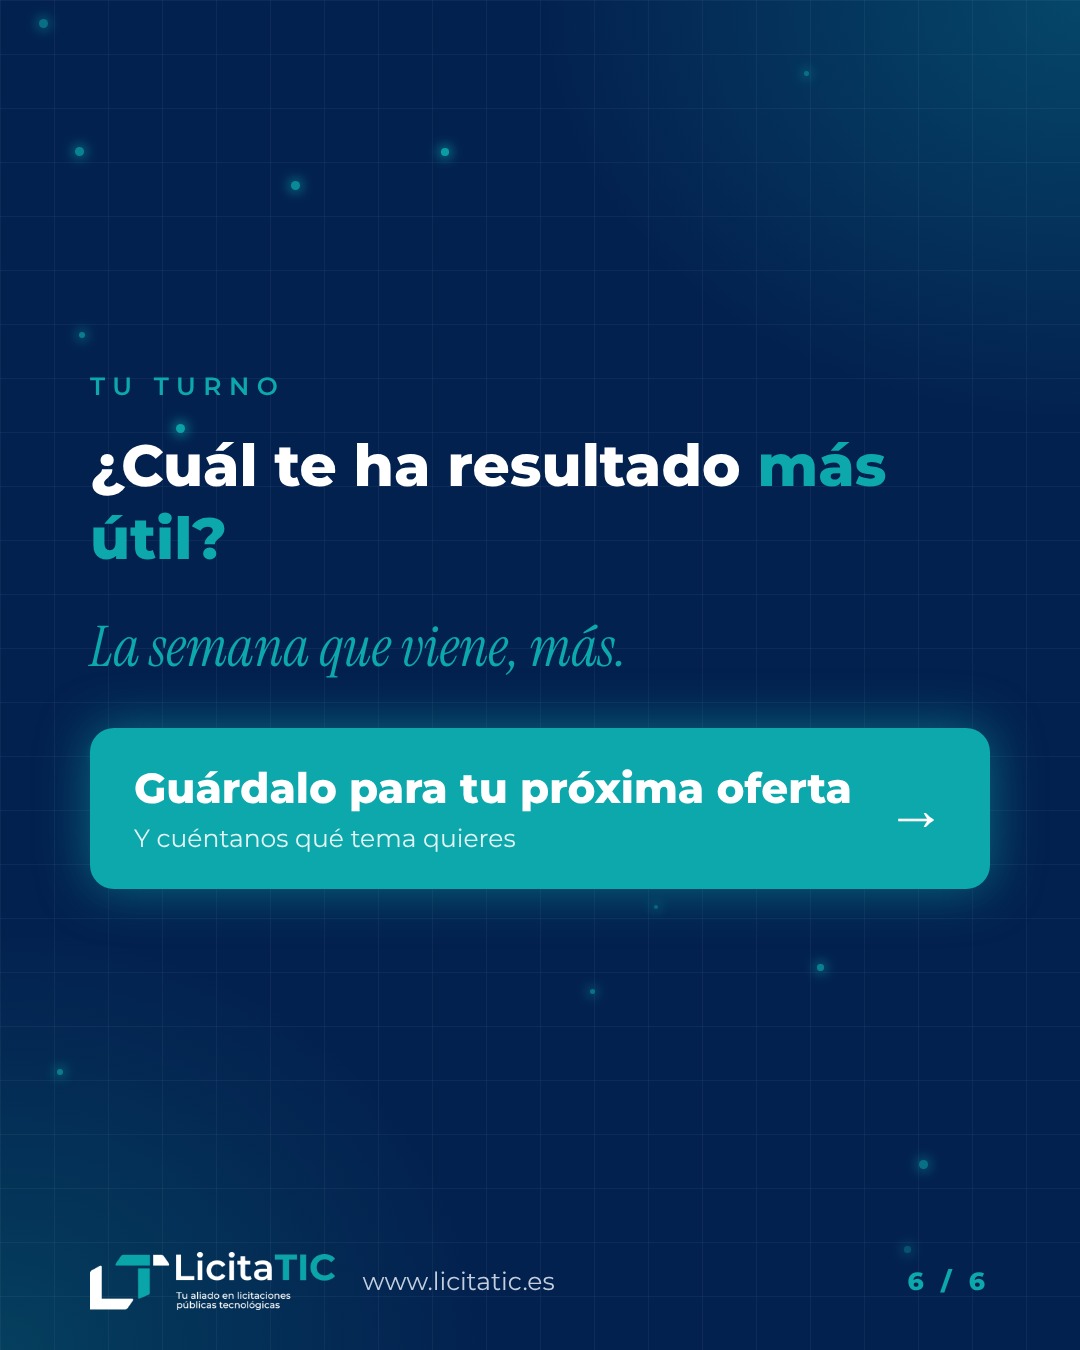 TU TURNO
¿Cuál te ha resultado más
útil?
La semana que viene, más.
Guárdalo para tu próxima oferta
Y cuéntanos qué tema quieres
→
LicitaTIC
Tu aliado en licitaciones
públicas tecnológicas
www.licitatic.es
6 / 6